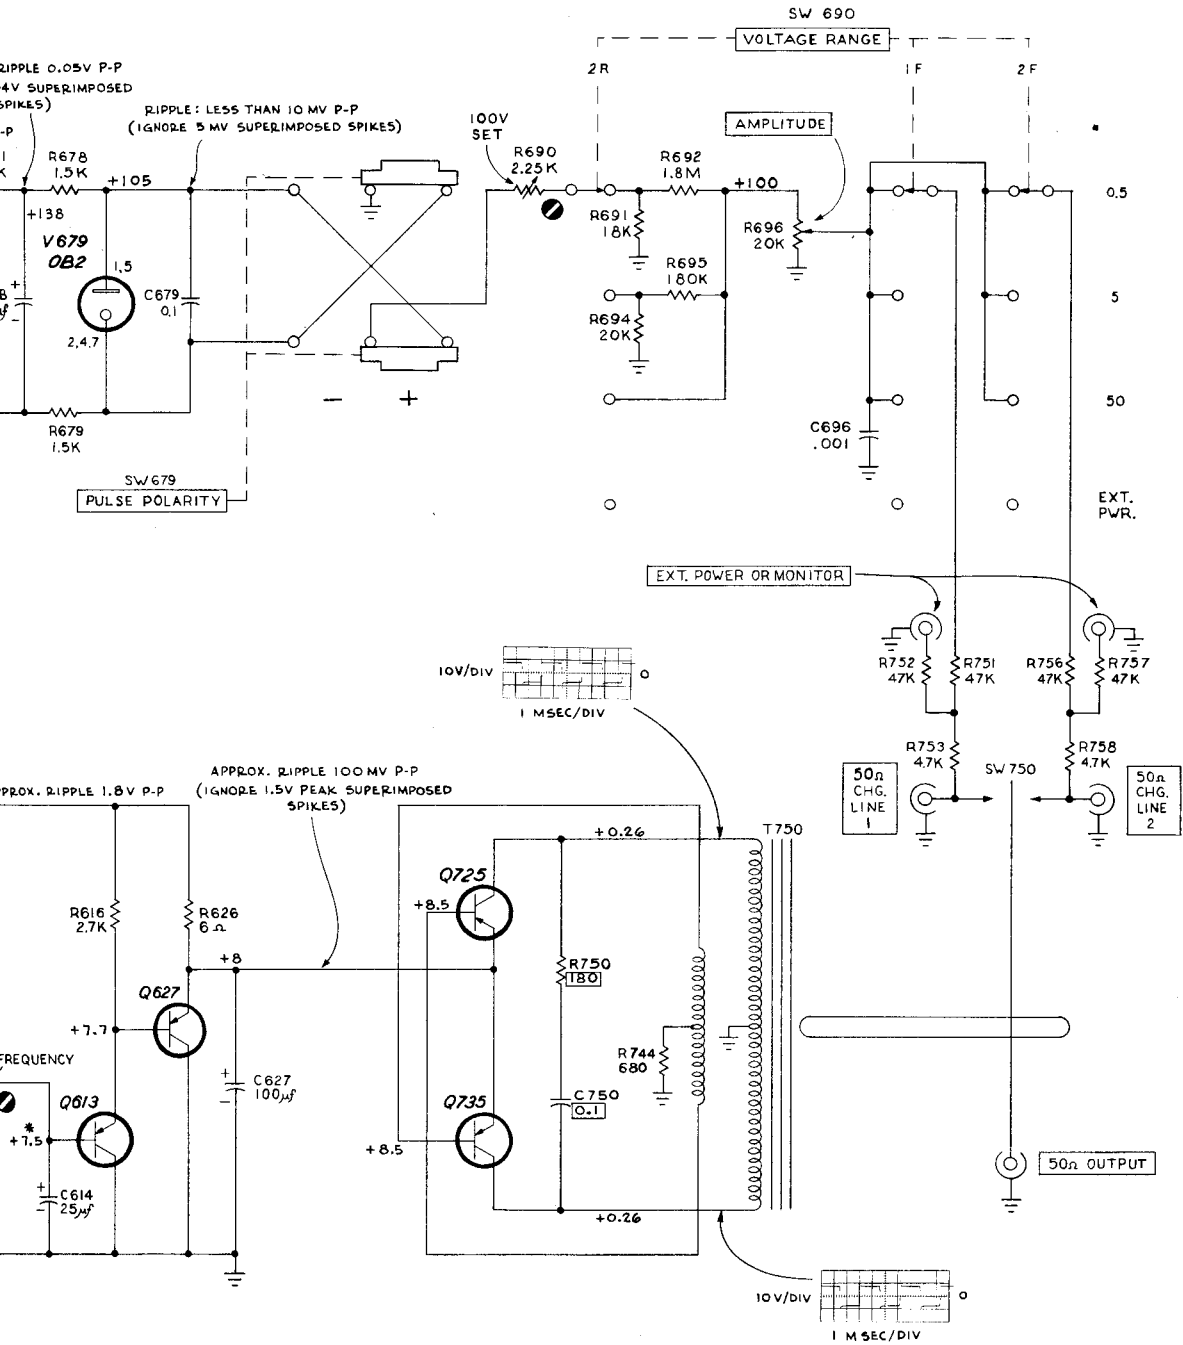 SW 690
VOLTAGE RANGE
2R
1F
2F
RIPPLE 0.05V P-P
4V SUPERIMPOSED
SPIKES)
-P
RIPPLE: LESS THAN 10 MV P-P
(IGNORE 5 MV SUPERIMPOSED SPIKES)
100V
SET
AMPLITUDE
R678
1.5K
K
R690
2.25K
R692
1.8M
+105
+100
0.5
+138
R691
18K
R696
20K
V679
OB2
1,5
R695
180K
+
-
C679
0.1
5
2,4,7
R694
20K
-
+
50
R679
1.5K
C696
.001
SW679
PULSE POLARITY
EXT.
PWR.
EXT. POWER OR MONITOR
10V/DIV
0
1 MSEC/DIV
R752
47K
R751
47K
R756
47K
R757
47K
R753
4.7K
R758
4.7K
SW750
50Ω
CHG.
LINE
1
50Ω
CHG.
LINE
2
PROX. RIPPLE 1.8V P-P
APPROX. RIPPLE 100 MV P-P
(IGNORE 1.5V PEAK SUPERIMPOSED
SPIKES)
+0.26
T750
Q725
+8.5
R616
2.7K
R626
6Ω
+8
R750
180
Q627
+7.7
R744
680
FREQUENCY
+
-
C627
100μf
C750
0.1
Q613
Q735
*
+7.5
+8.5
+
-
C614
25μf
50Ω OUTPUT
+0.26
10V/DIV
0
1 MSEC/DIV